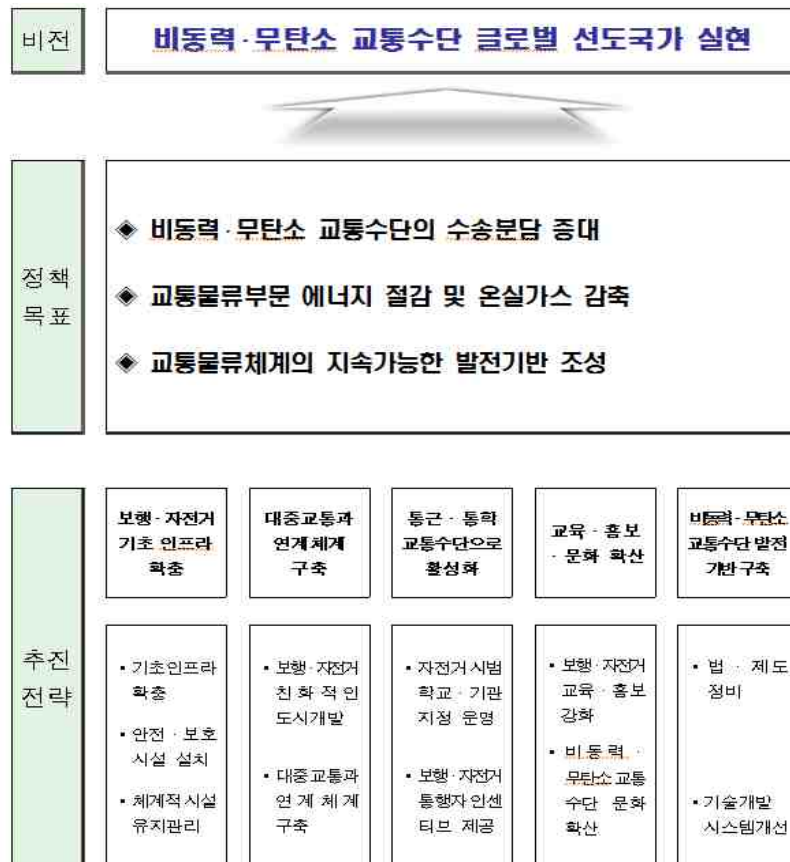 비전
비동력·무탄소 교통수단 글로벌 선도국가 실현
정책
목표
◈ 비동력·무탄소 교통수단의 수송분담 증대
◈ 교통물류부문 에너지 절감 및 온실가스 감축
◈ 교통물류체계의 지속가능한 발전기반 조성
추진
전략
보행·자전거
기초 인프라
확충
대중교통과
연계체계
구축
통근·통학
교통수단으로
활성화
교육·홍보
·문화 확산
비동력·무탄소
교통수단 발전
기반 구축
▪ 기초인프라
확충
▪ 안전·보호
시설 설치
▪ 체계적시설
유지관리
▪ 보행·자전거
친화적인
도시개발
▪ 대중교통과
연계체계
구축
▪ 자전거 시범
학교·기관
지정 운영
▪ 보행·자전거
통행자 인센
티브 제공
▪ 보행·자전거
교육·홍보
강화
▪ 비동력·
무탄소 교통
수단 문화
확산
▪ 법·제도
정비
▪ 기술개발
시스템개선